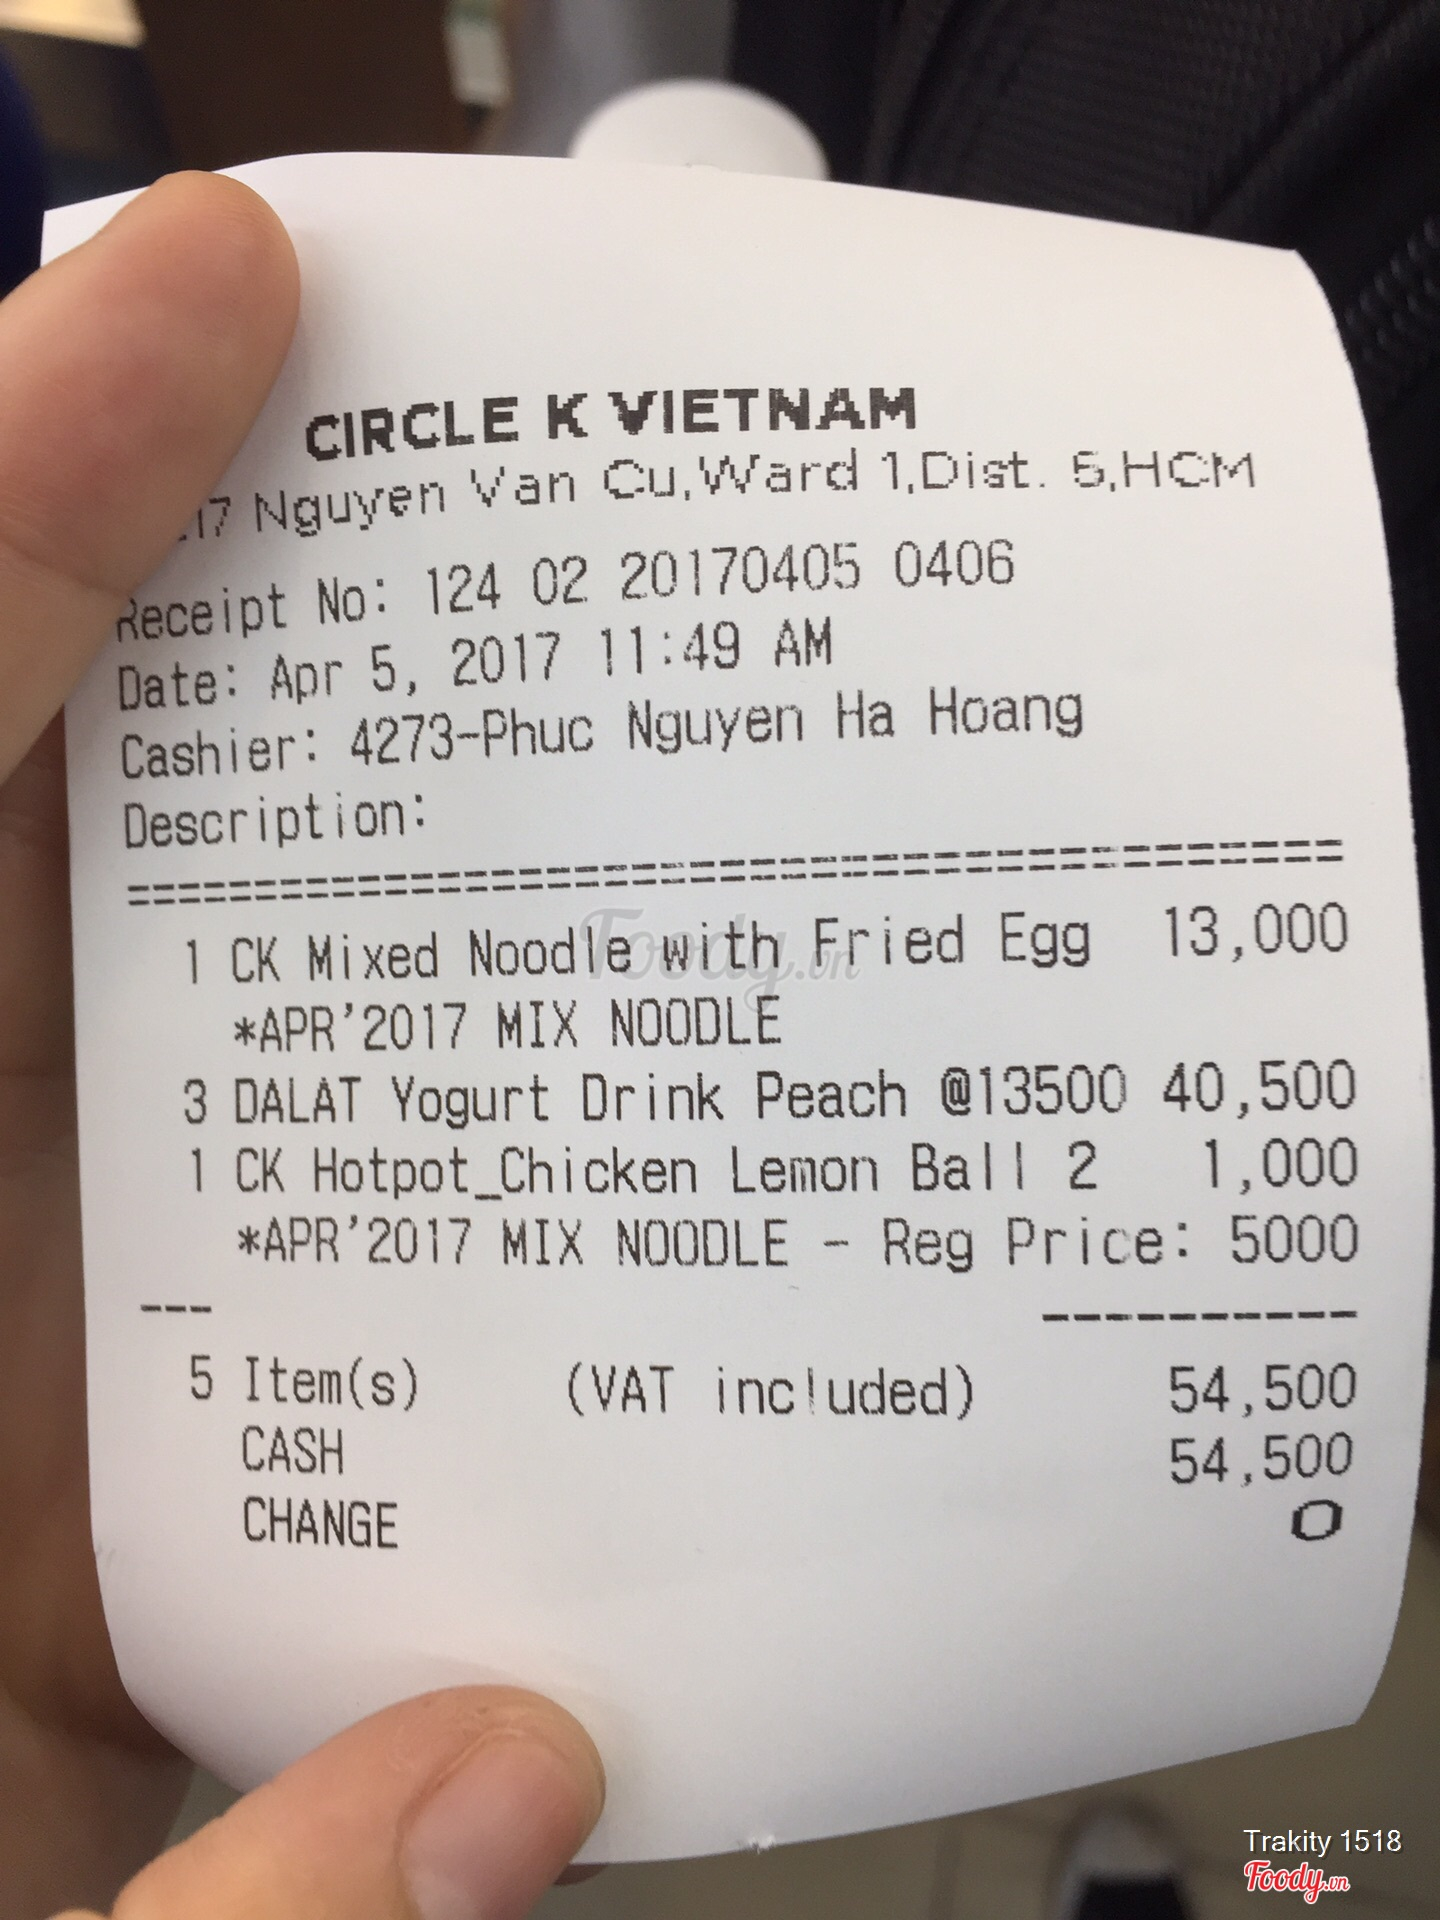 CIRCLE K VIETNAM
17 Nguyen Van Cu,Ward 1,Dist. 5,HCM
Receipt No: 124 02 20170405 0406
Date: Apr 5, 2017 11:49 AM
Cashier: 4273-Phuc Nguyen Ha Hoang
Description:
1 CK Mixed Noodle with Fried Egg 13,000
*APR'2017 MIX NOODLE
3 DALAT Yogurt Drink Peach @13500 40,500
1 CK Hotpot_Chicken Lemon Ball 2 1,000
*APR'2017 MIX NOODLE - Reg Price: 5000
5 Item(s) (VAT included) 54,500
CASH 54,500
CHANGE 0
Foody.vn
Trakity 1518
Foody.vn